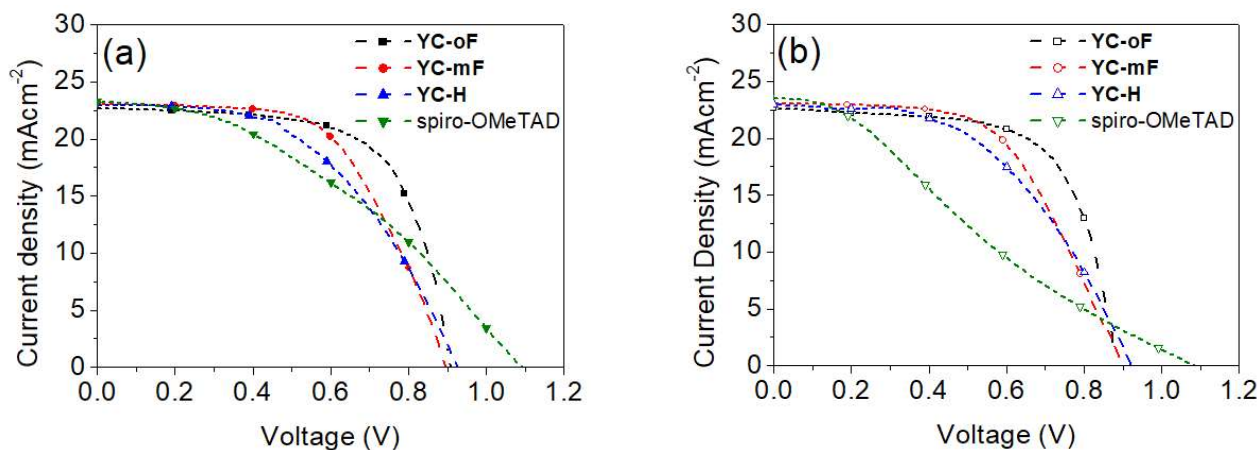 (a)
YC-oF
YC-mF
YC-H
spiro-OMeTAD
30
25
20
15
10
5
0
Current density (mAcm⁻²)
0.0 0.2 0.4 0.6 0.8 1.0 1.2
Voltage (V)
(b)
YC-oF
YC-mF
YC-H
spiro-OMeTAD
30
25
20
15
10
5
0
Current Density (mAcm⁻²)
0.0 0.2 0.4 0.6 0.8 1.0 1.2
Voltage (V)